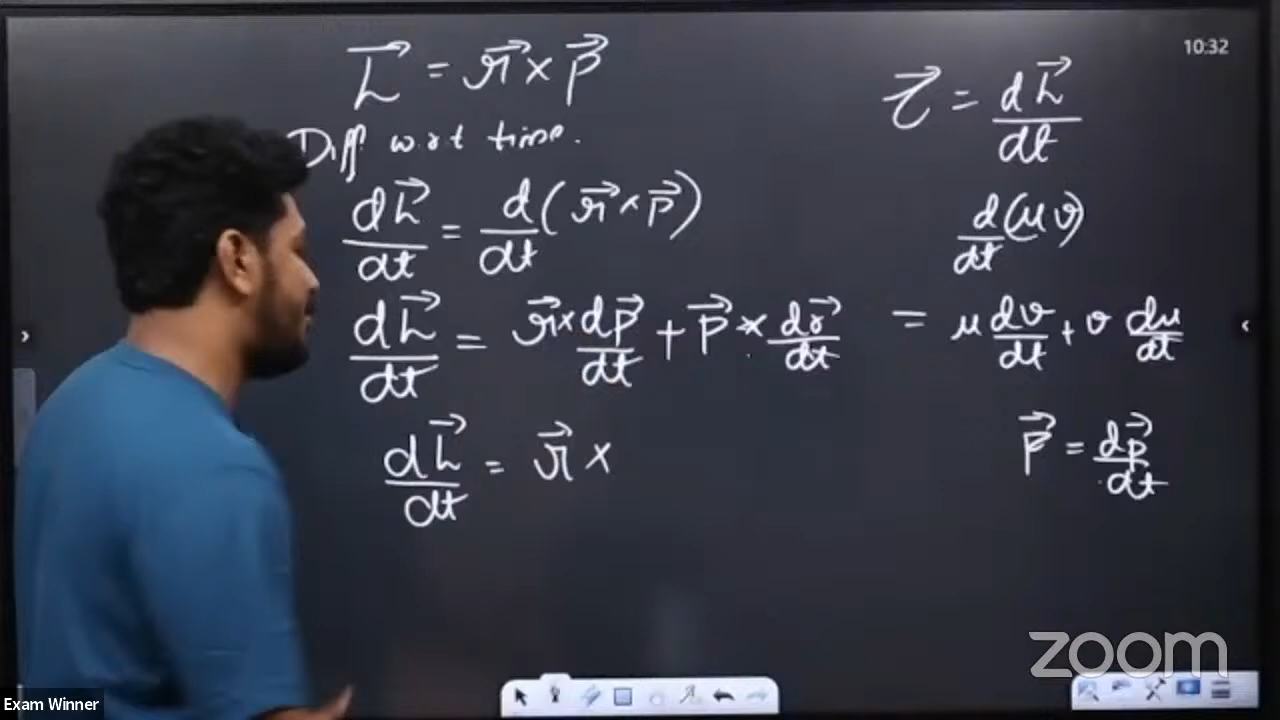 L⃗ = r⃗ × P⃗
Diff w.r.t time.
dL⃗/dt = d/dt (r⃗ × P⃗)
dL⃗/dt = r⃗ × dP⃗/dt + P⃗ × dr⃗/dt
dL⃗/dt = r⃗ ×
10:32
τ⃗ = dL⃗/dt
d/dt (u v)
= u dv/dt + v du/dt
F⃗ = dp⃗/dt
zoom
Exam Winner